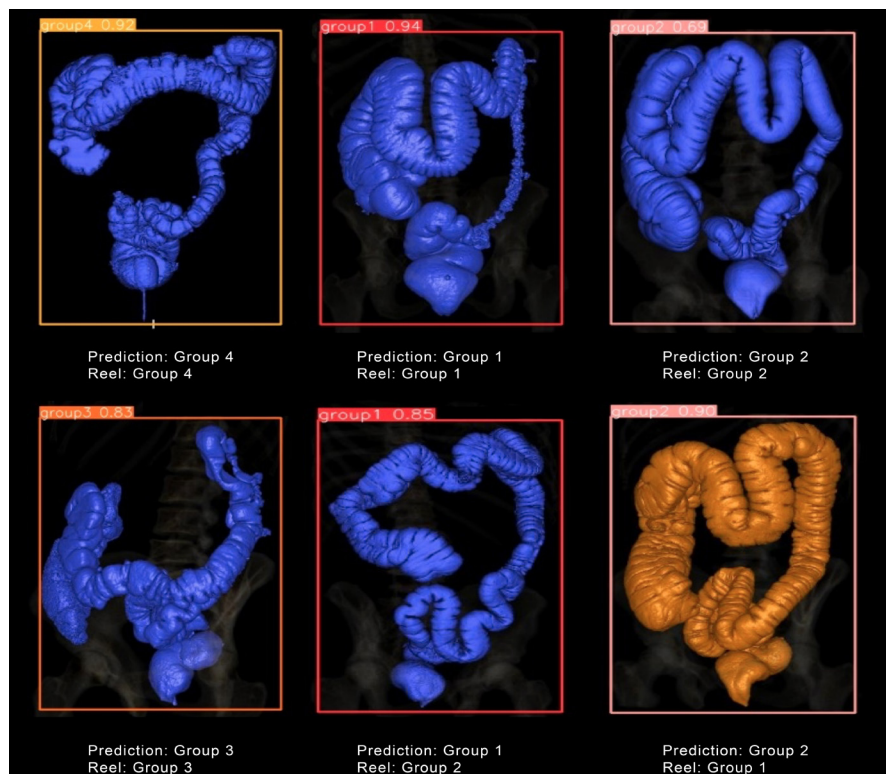 group4 0.92
group1 0.94
group2 0.69
Prediction: Group 4
Reel: Group 4
Prediction: Group 1
Reel: Group 1
Prediction: Group 2
Reel: Group 2
group3 0.83
group1 0.85
group2 0.90
Prediction: Group 3
Reel: Group 3
Prediction: Group 1
Reel: Group 2
Prediction: Group 2
Reel: Group 1